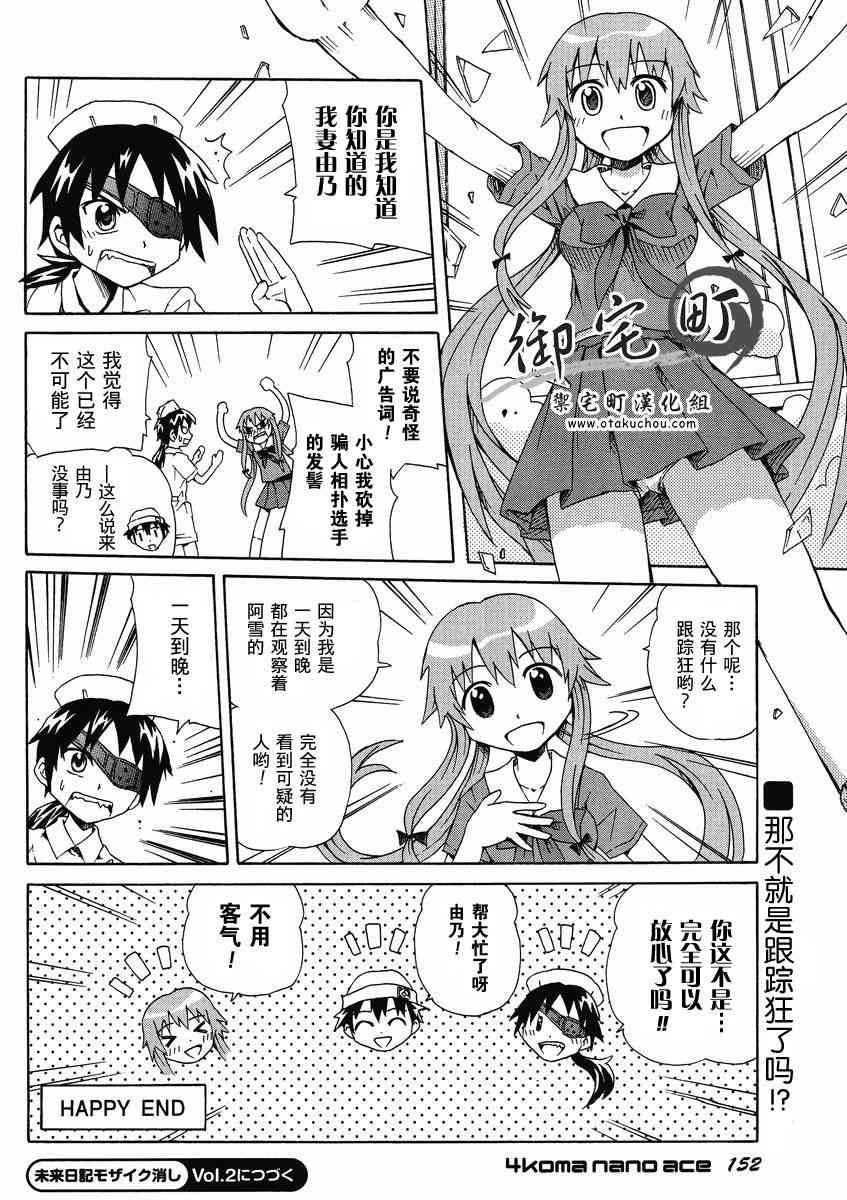 你是我知道
你知道的
我妻由乃
御宅町
禦宅町漢化組
www.otakuchou.com
不要说奇怪
的广告词！
小心我砍掉
骗人相扑选手
的发髻
我觉得
这个已经
不可能了
—这么说来
由乃
没事吗？
那个呢…
没有什么
跟踪狂哟？
因为我是
一天到晚
都在观察着
阿雪的
人哟！
完全没有
看到可疑的
一天到晚…
你这不是…
完全可以
放心了吗!!
帮大忙了呀
由乃！
不用
客气！
HAPPY END
■那不就是跟踪狂了吗!?
未来日記モザイク消し
Vol.2につづく
4koma nano ace 152